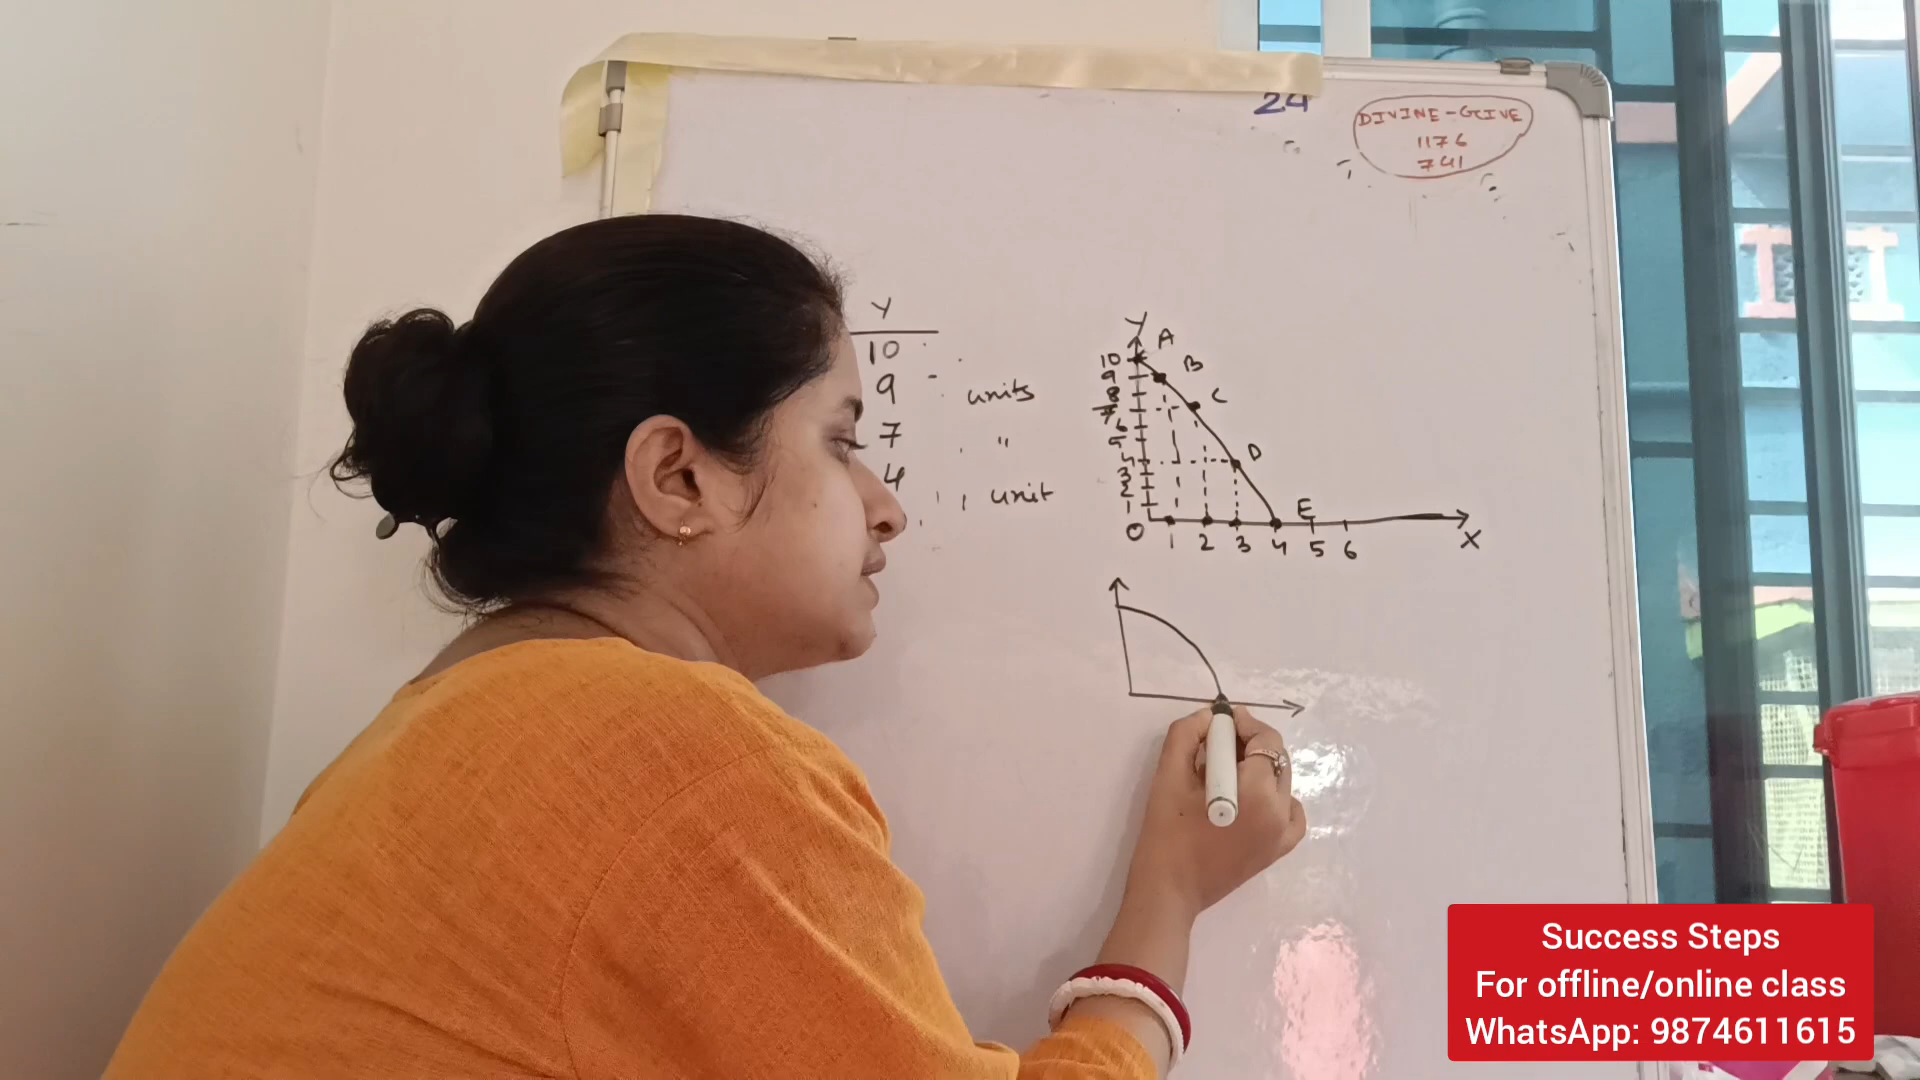 24
DIVINE-GIVE
1176
741
Y
10
9
units
7
"
4
unit
Y
A
10
B
9
8
C
7
6
5
D
4
3
2
E
1
0
1 2 3 4 5 6
X
Success Steps
For offline/online class
WhatsApp: 9874611615